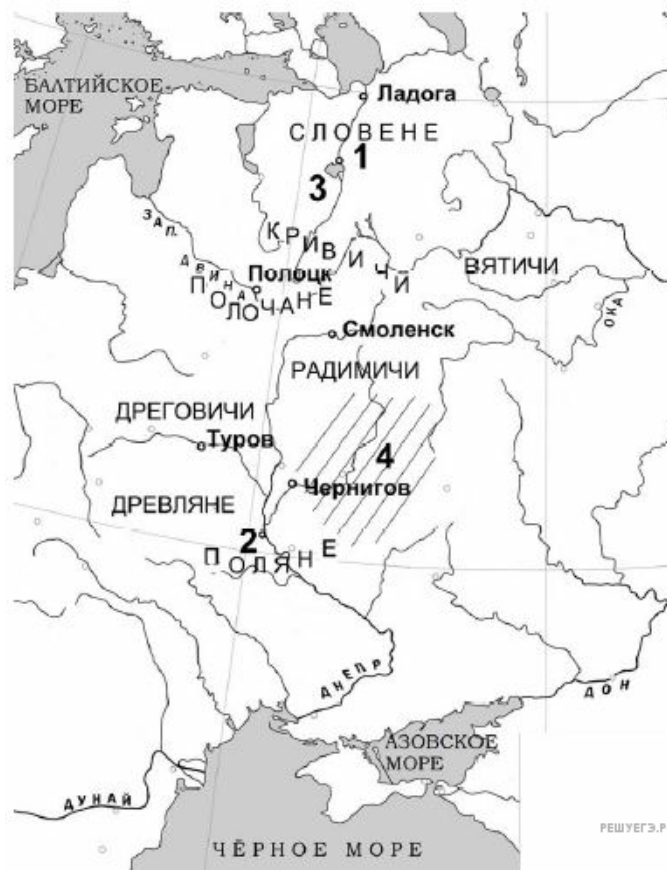 БАЛТИЙСКОЕ
МОРЕ
Ладога
СЛОВЕНЕ
1
3
КРИВИЧИ
ЗАП. ДВИНА
Полоцк
ПОЛОЧАНЕ
ВЯТИЧИ
ОКА
Смоленск
РАДИМИЧИ
ДРЕГОВИЧИ
Туров
4
Чернигов
ДРЕВЛЯНЕ
2
ПОЛЯНЕ
ДНЕПР
ДОН
АЗОВСКОЕ
МОРЕ
ДУНАЙ
ЧЁРНОЕ МОРЕ
РЕШУЕГЭ.Р